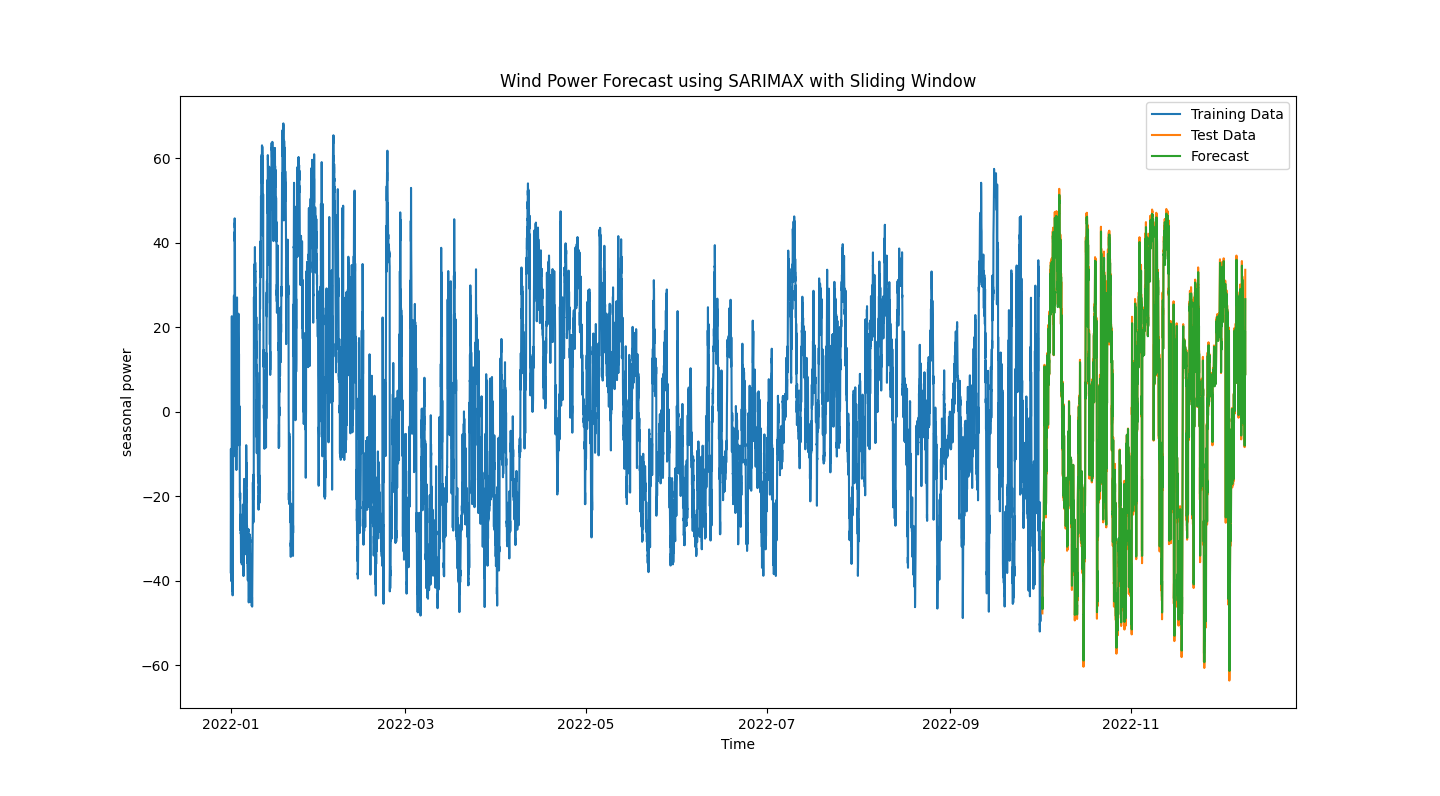 Wind Power Forecast using SARIMAX with Sliding Window
Training Data
Test Data
Forecast
seasonal power
60
40
20
0
−20
−40
−60
2022-01
2022-03
2022-05
2022-07
2022-09
2022-11
Time